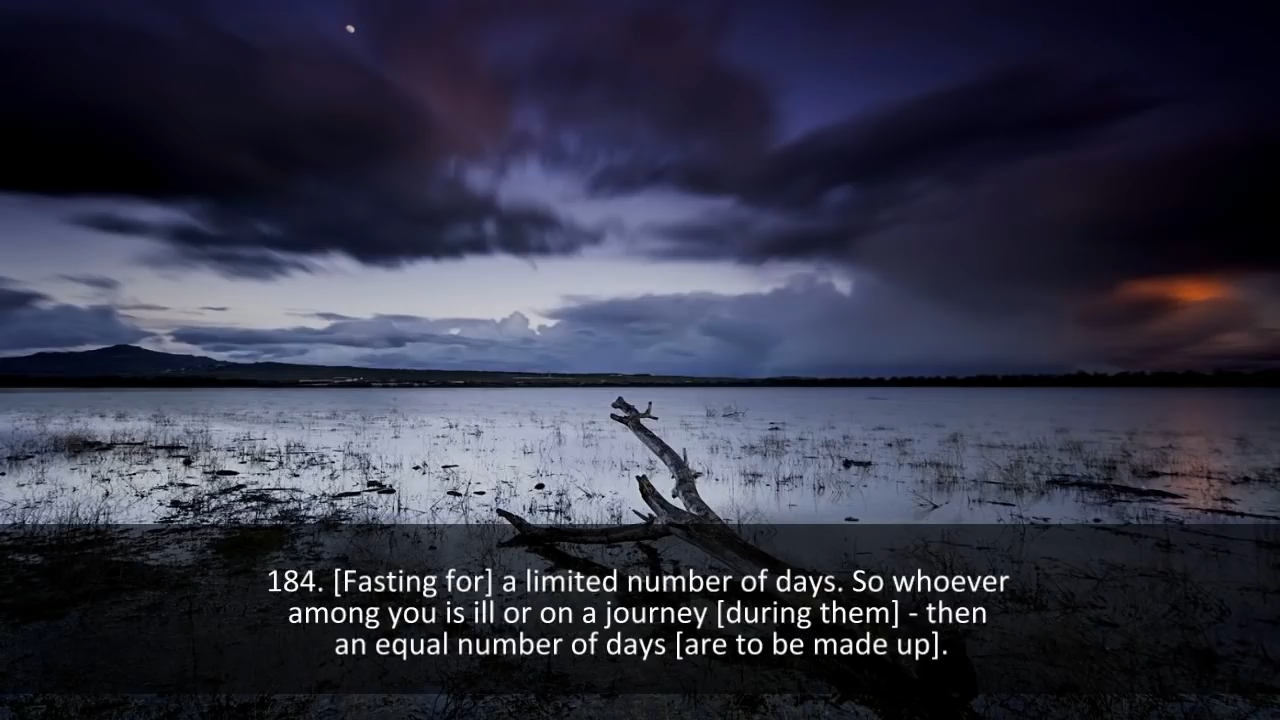 184. [Fasting for] a limited number of days. So whoever
among you is ill or on a journey [during them] - then
an equal number of days [are to be made up].